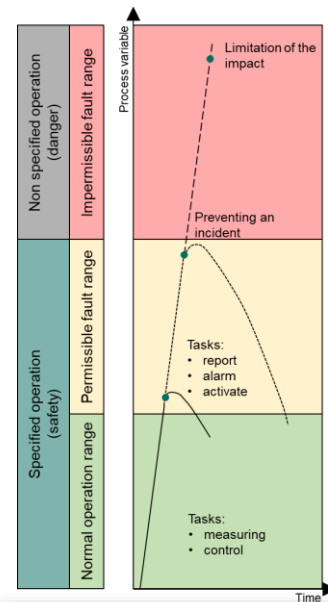 Non specified operation
(danger)
Impermissible fault range
Process variable
Limitation of the
impact
Preventing an
incident
Specified operation
(safety)
Permissible fault range
Tasks:
• report
• alarm
• activate
Normal operation range
Tasks:
• measuring
• control
Time